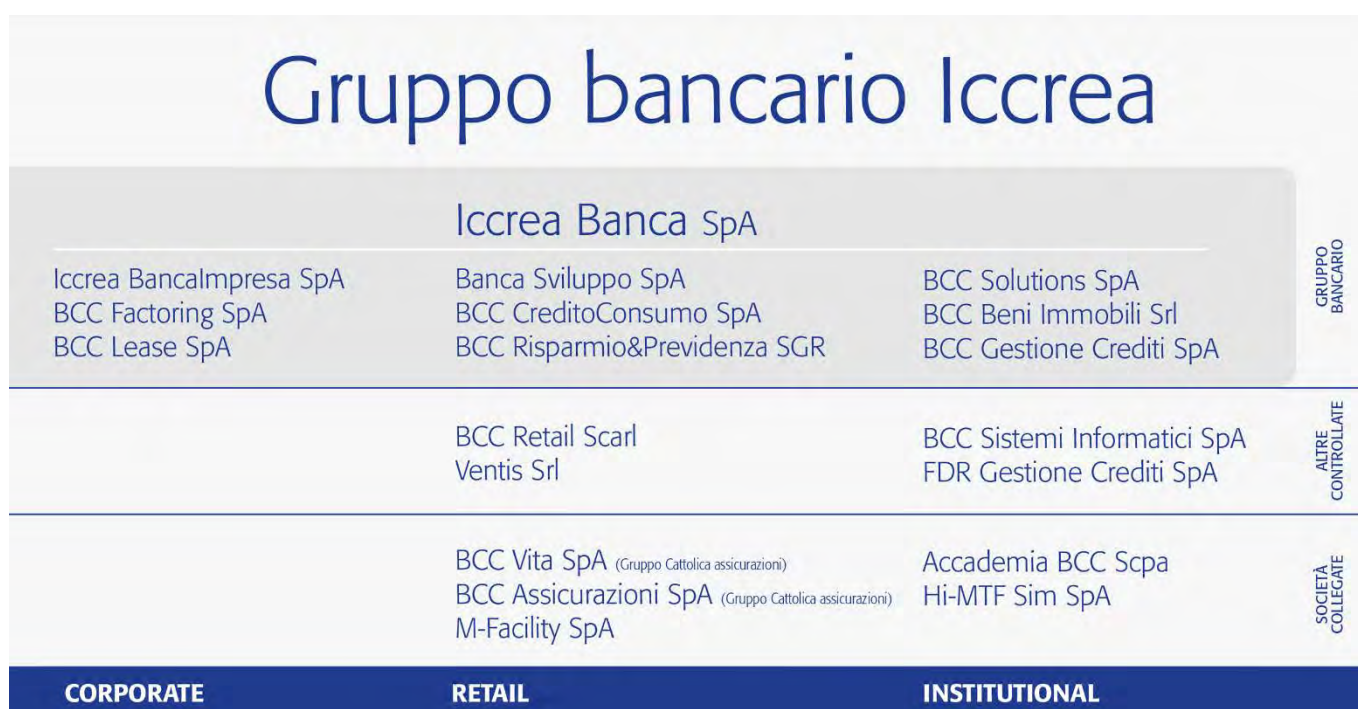 Gruppo bancario Iccrea
Iccrea Banca SpA
Iccrea BancaImpresa SpA
BCC Factoring SpA
BCC Lease SpA
Banca Sviluppo SpA
BCC CreditoConsumo SpA
BCC Risparmio&Previdenza SGR
BCC Solutions SpA
BCC Beni Immobili Srl
BCC Gestione Crediti SpA
GRUPPO
BANCARIO
BCC Retail Scarl
Ventis Srl
BCC Sistemi Informatici SpA
FDR Gestione Crediti SpA
ALTRE
CONTROLLATE
BCC Vita SpA (Gruppo Cattolica assicurazioni)
BCC Assicurazioni SpA (Gruppo Cattolica assicurazioni)
M-Facility SpA
Accademia BCC Scpa
Hi-MTF Sim SpA
SOCIETÀ
COLLEGATE
CORPORATE
RETAIL
INSTITUTIONAL